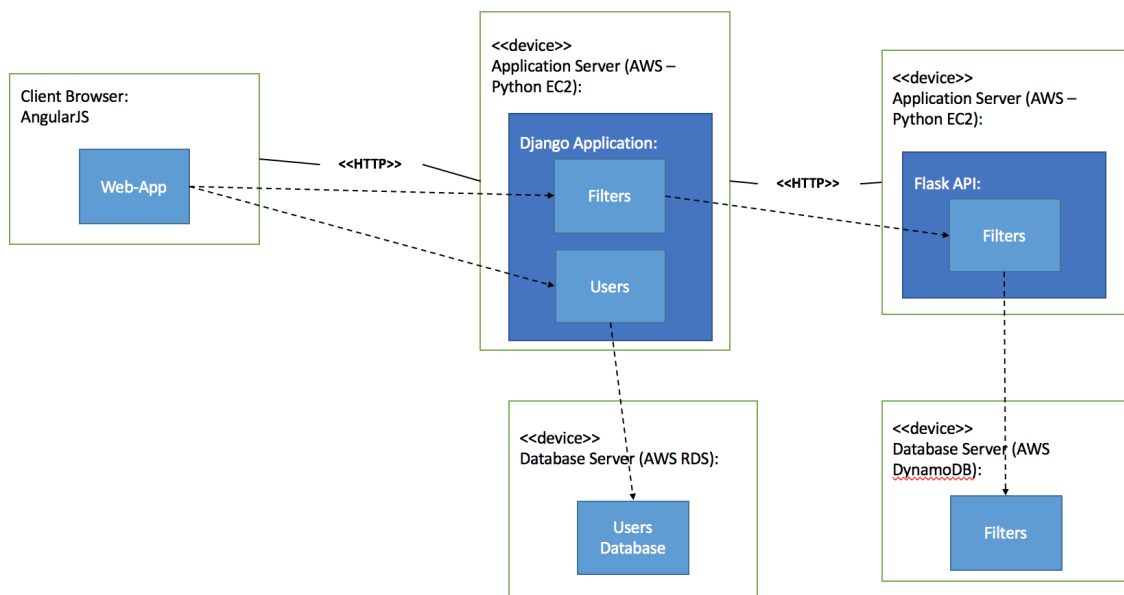 Client Browser:
AngularJS
Web-App
<<HTTP>>
<<device>>
Application Server (AWS –
Python EC2):
Django Application:
Filters
Users
<<HTTP>>
<<device>>
Application Server (AWS –
Python EC2):
Flask API:
Filters
<<device>>
Database Server (AWS RDS):
Users
Database
<<device>>
Database Server (AWS
DynamoDB):
Filters